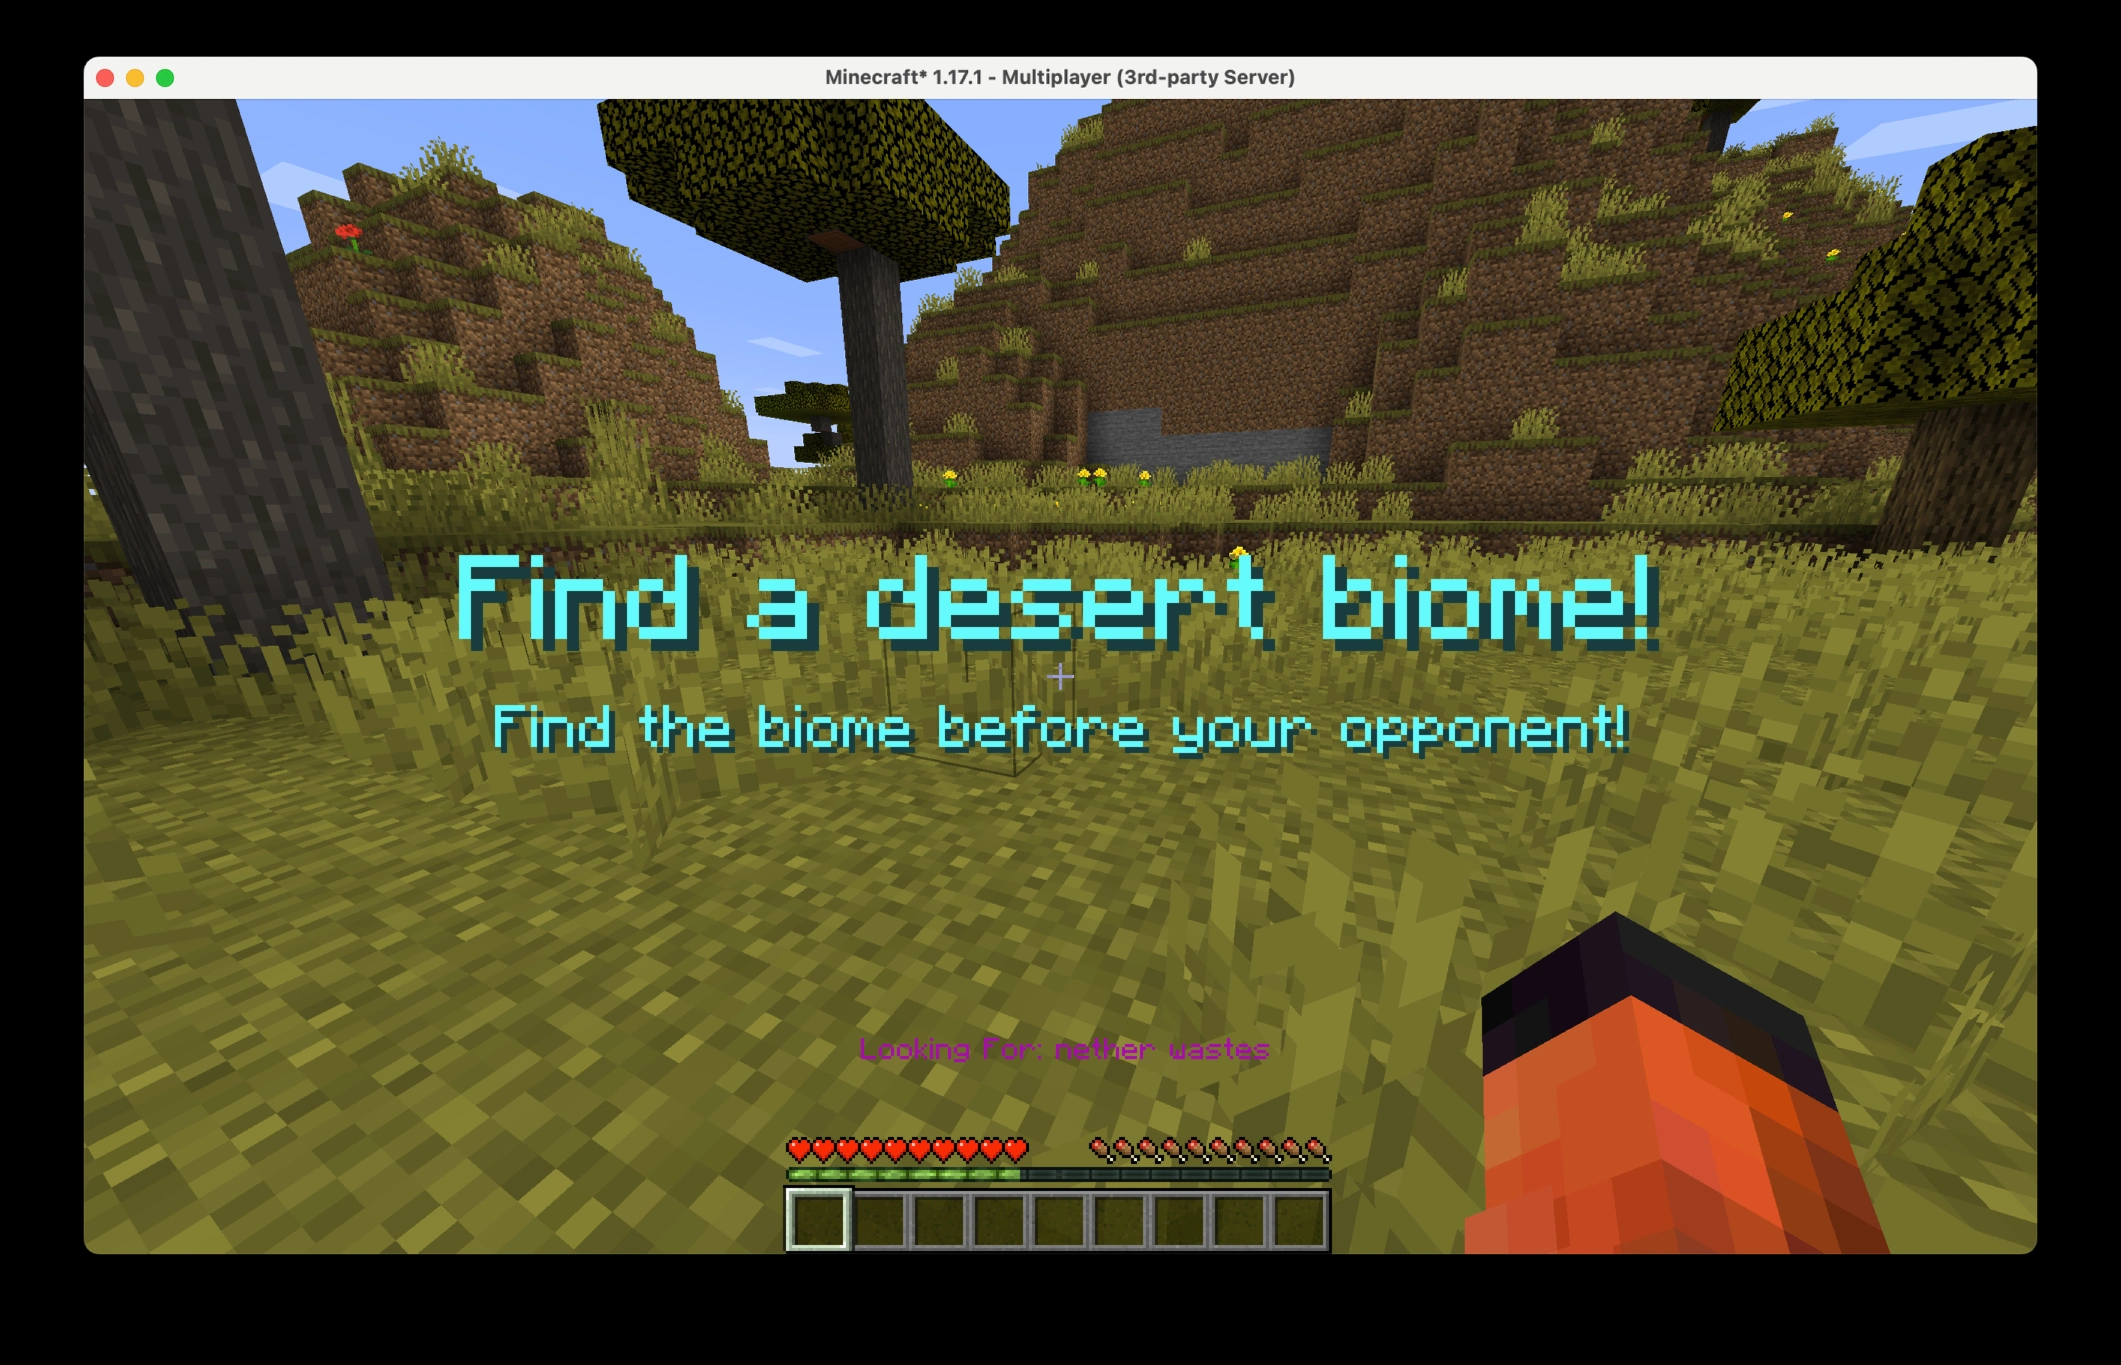 Minecraft* 1.17.1 - Multiplayer (3rd-party Server)
Find a desert biome!
Find the biome before your opponent!
Looking For: nether wastes